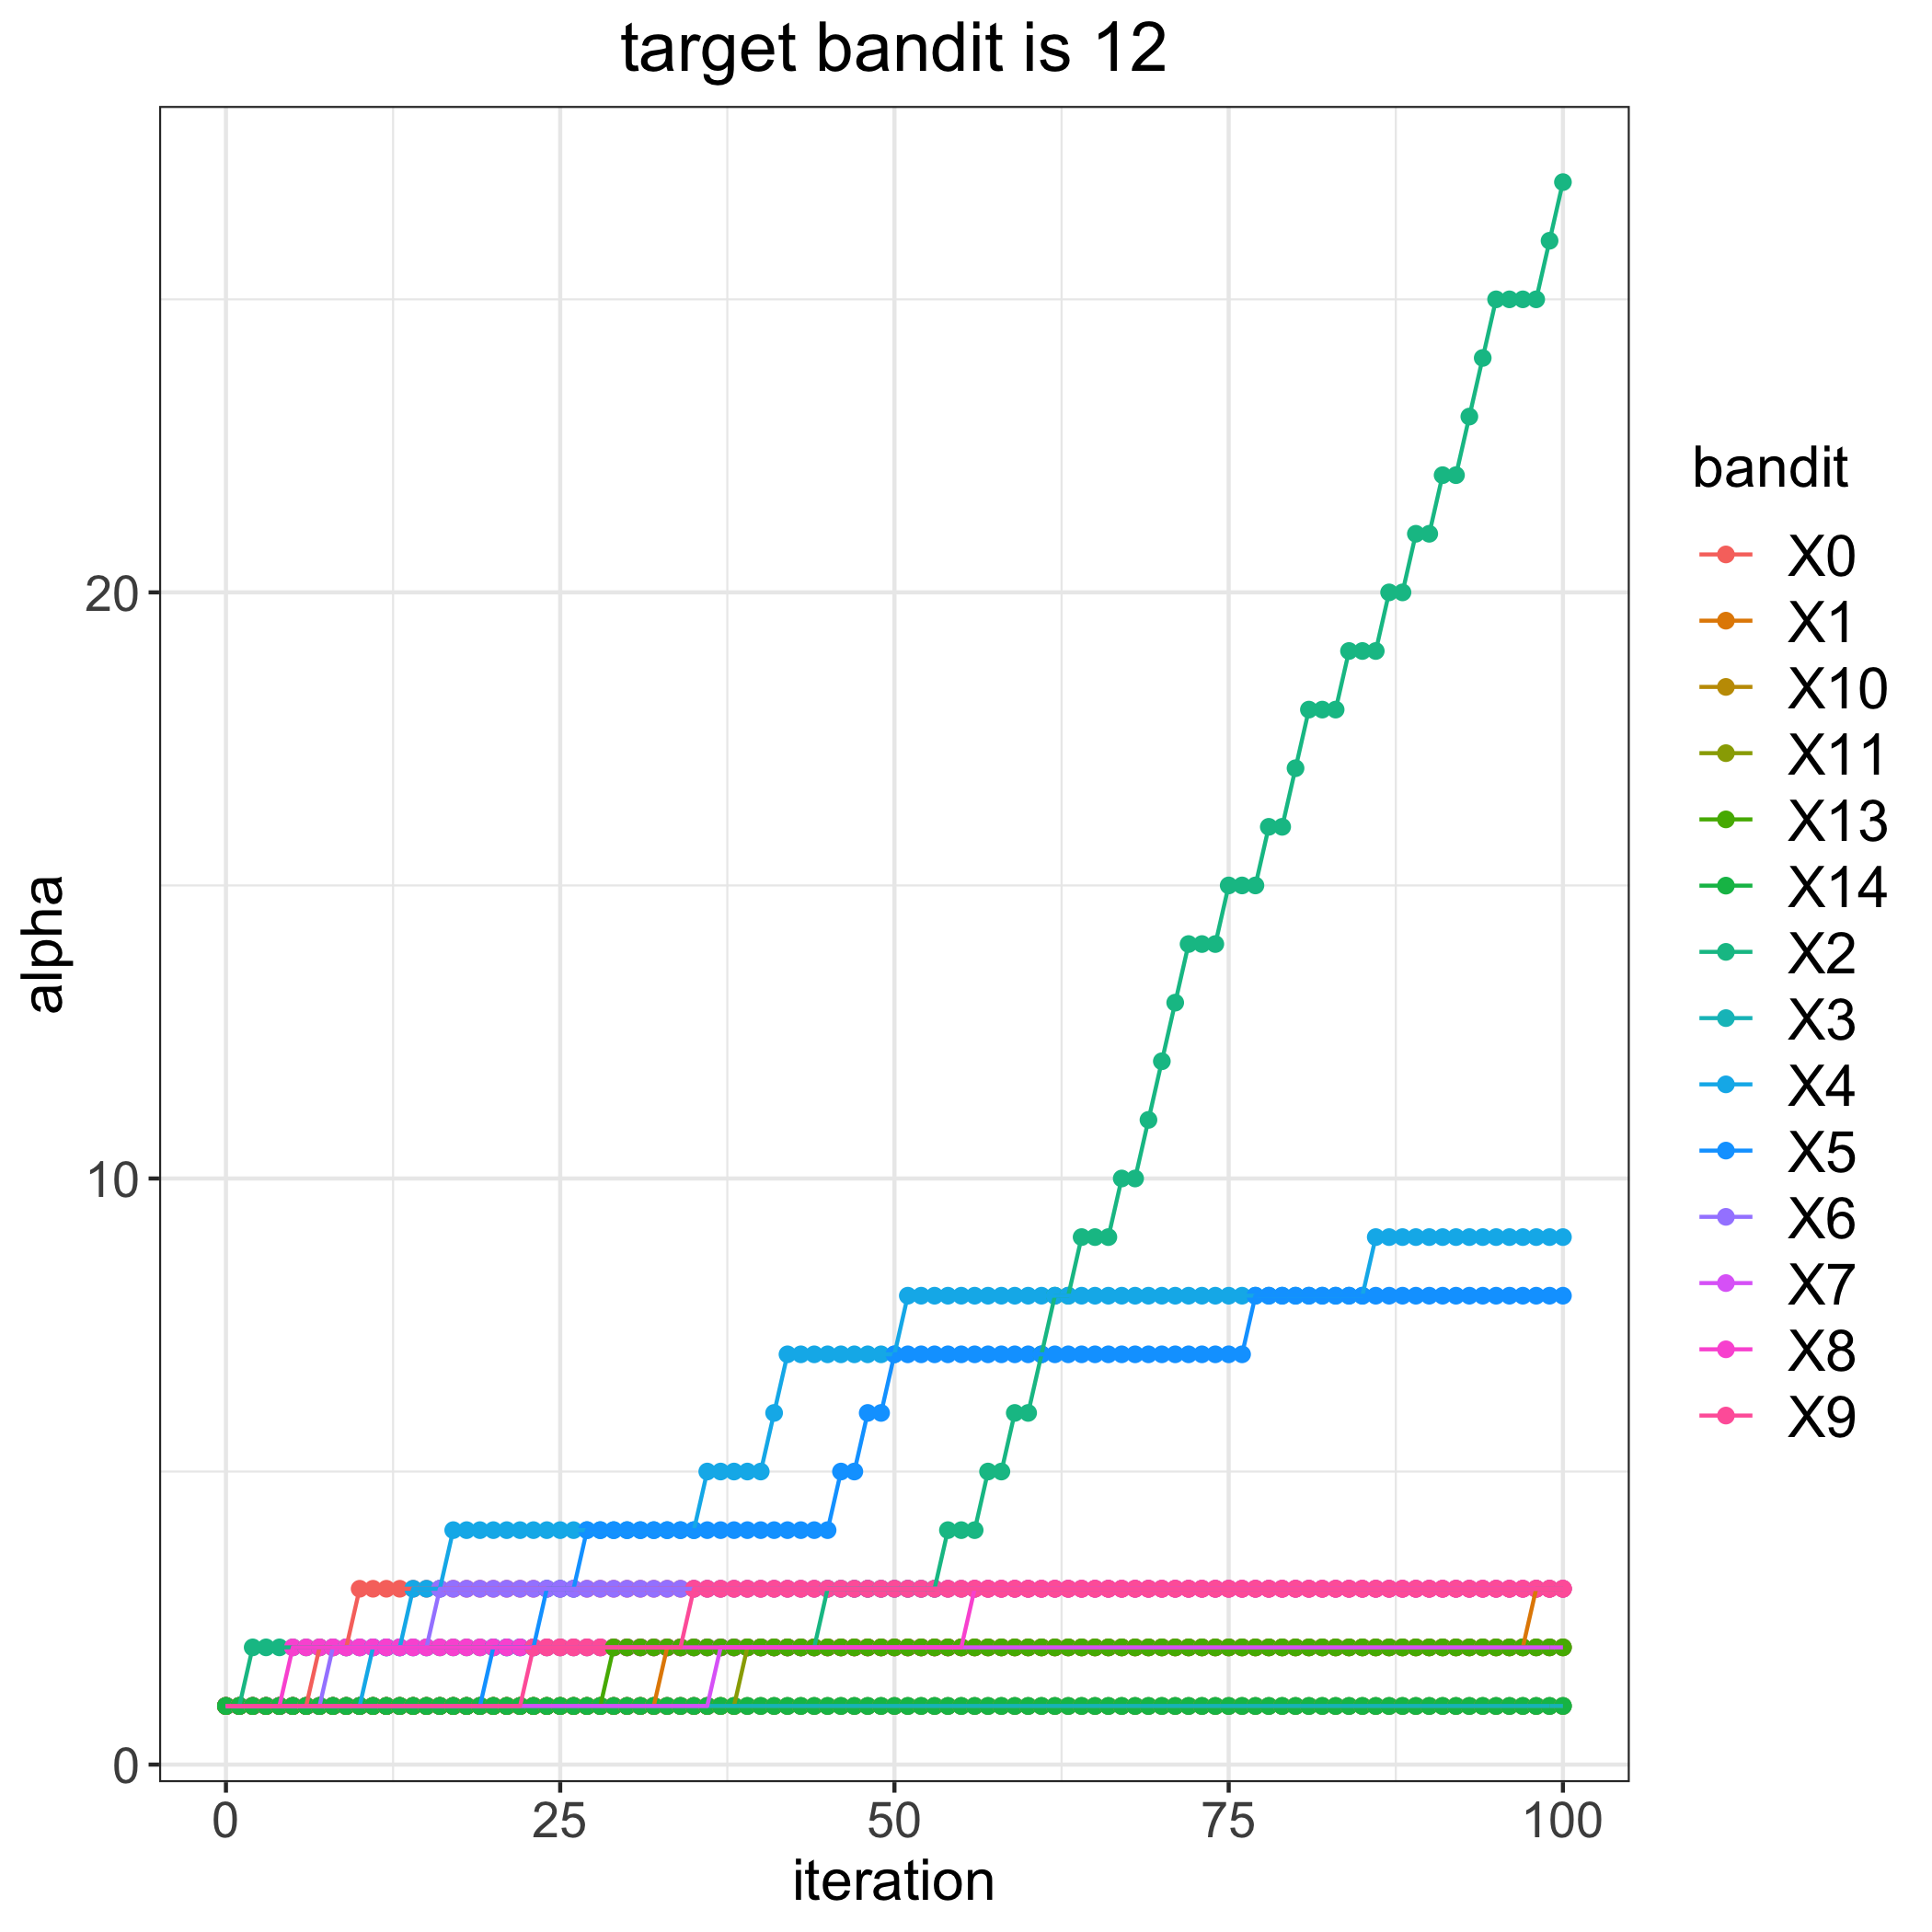 target bandit is 12
alpha
20
10
0
0 25 50 75 100
iteration
bandit
X0
X1
X10
X11
X13
X14
X2
X3
X4
X5
X6
X7
X8
X9